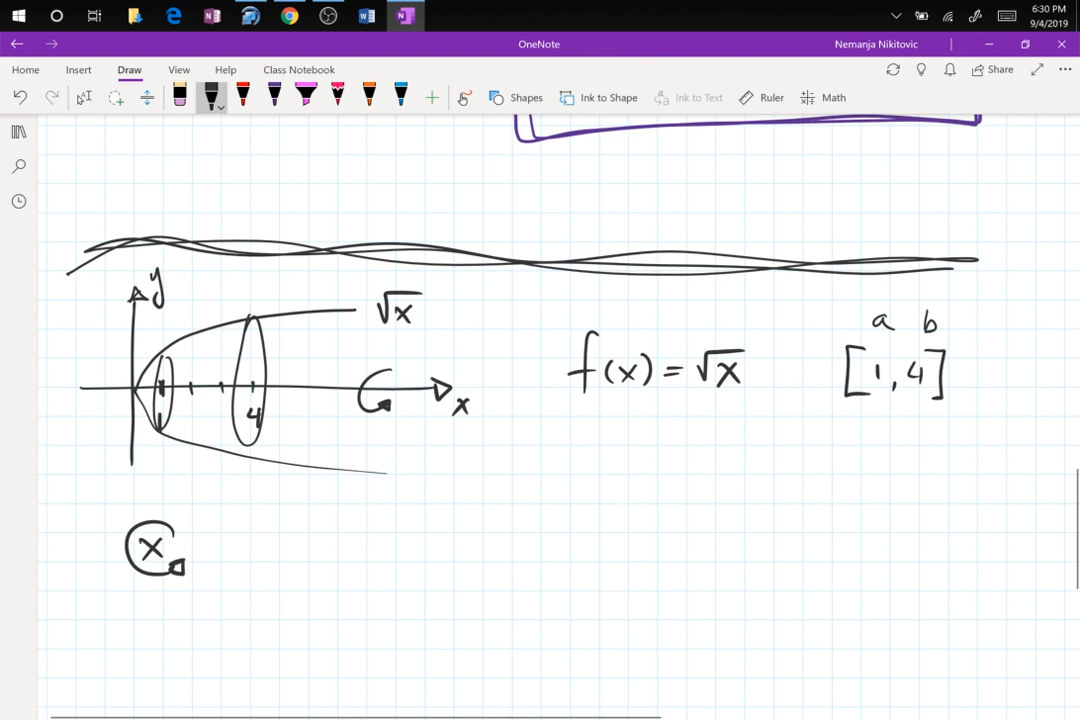 6:30 PM
9/4/2019
OneNote
Nemanja Nikitovic
Home Insert Draw View Help Class Notebook
Share
Shapes Ink to Shape Ink to Text Ruler Math
y
√x
f(x) = √x
a b
[1, 4]
1 4
x
x